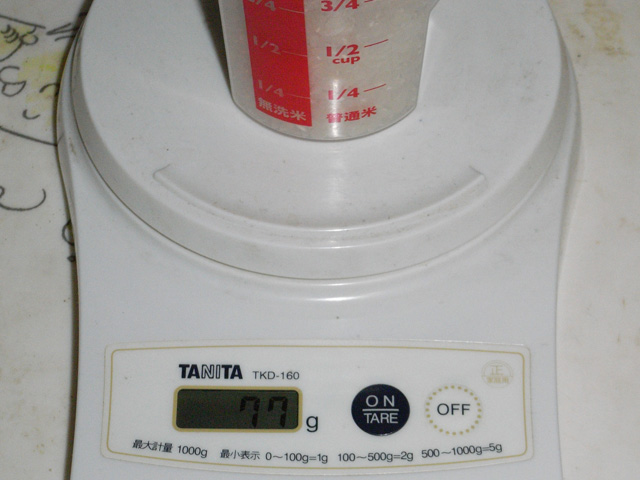 3/4
1/2 1/2
cup
1/4 1/4
無洗米 普通米
TANITA TKD-160
77 g
ON
TARE
OFF
正
最大計量 1000g 最小表示 0〜100g=1g 100〜500g=2g 500〜1000g=5g